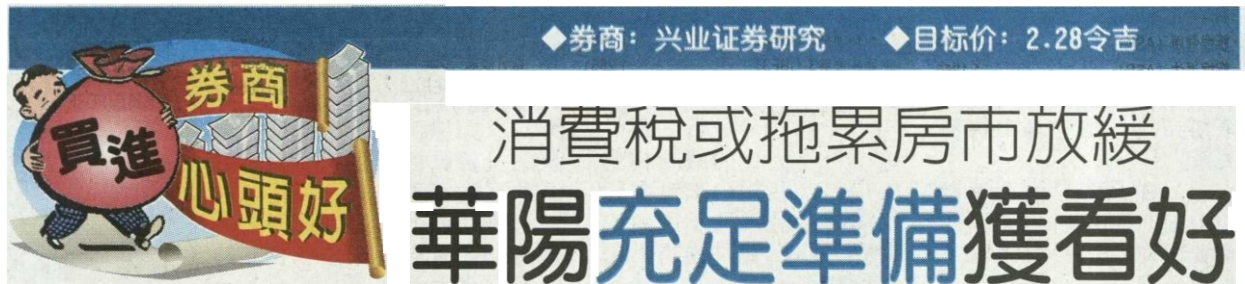 ◆券商：兴业证券研究 ◆目标价：2.28令吉
券商
買進
心頭好
消費稅或拖累房市放緩
華陽充足準備獲看好